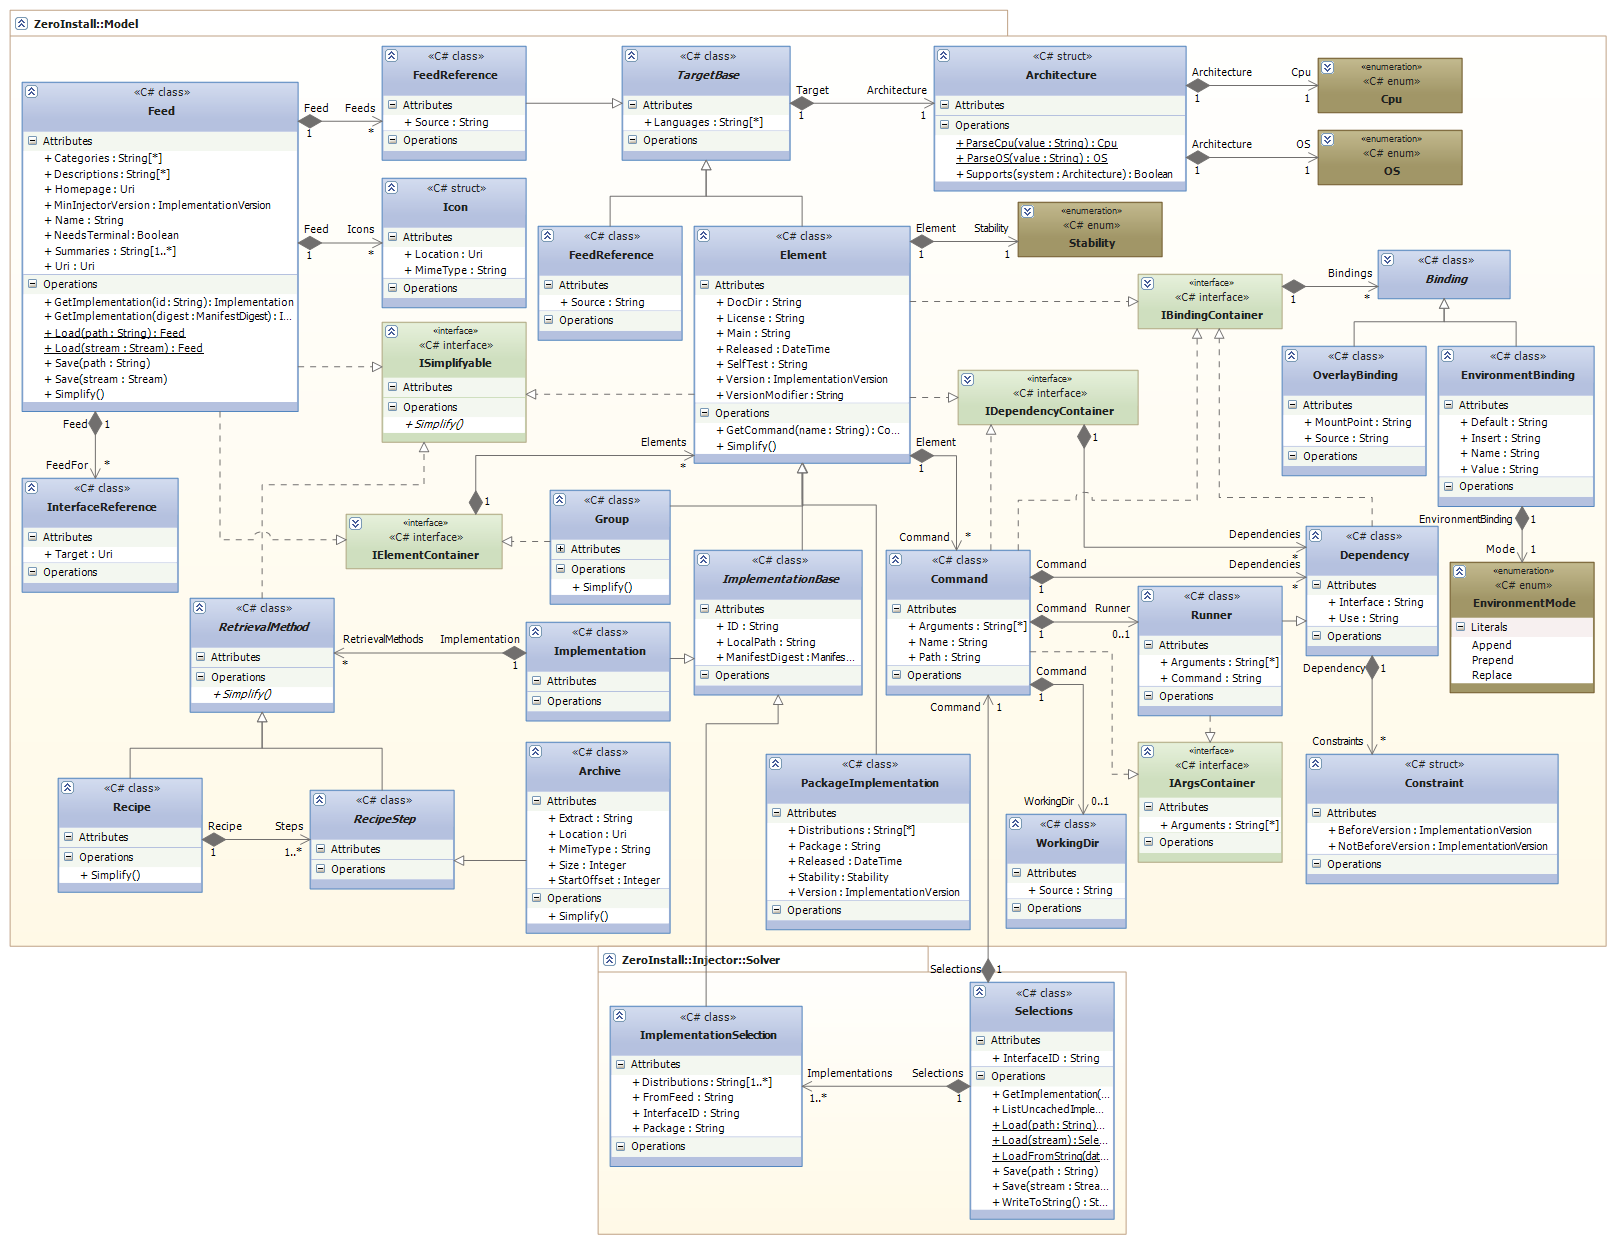 ZeroInstall::Model
«C# class»
Feed
Attributes
+ Categories : String[*]
+ Descriptions : String[*]
+ Homepage : Uri
+ MinInjectorVersion : ImplementationVersion
+ Name : String
+ NeedsTerminal : Boolean
+ Summaries : String[1..*]
+ Uri : Uri
Operations
+ GetImplementation(id : String) : Implementation
+ GetImplementation(digest : ManifestDigest) : I...
+ Load(path : String) : Feed
+ Load(stream : Stream) : Feed
+ Save(path : String)
+ Save(stream : Stream)
+ Simplify()
Feed
Feeds
1
*
Feed
Icons
1
*
Feed
1
FeedFor
*
«C# class»
FeedReference
Attributes
+ Source : String
Operations
«C# struct»
Icon
Attributes
+ Location : Uri
+ MimeType : String
Operations
«interface»
«C# interface»
ISimplifyable
Attributes
Operations
+ Simplify()
«C# class»
TargetBase
Attributes
+ Languages : String[*]
Operations
Target
Architecture
1
1
«C# struct»
Architecture
Attributes
Operations
+ ParseCpu(value : String) : Cpu
+ ParseOS(value : String) : OS
+ Supports(system : Architecture) : Boolean
Architecture
Cpu
1
1
«enumeration»
«C# enum»
Cpu
Architecture
OS
1
1
«enumeration»
«C# enum»
OS
«C# class»
FeedReference
Attributes
+ Source : String
Operations
«C# class»
Element
Attributes
+ DocDir : String
+ License : String
+ Main : String
+ Released : DateTime
+ SelfTest : String
+ Version : ImplementationVersion
+ VersionModifier : String
Operations
+ GetCommand(name : String) : Co...
+ Simplify()
Element
Stability
1
1
«enumeration»
«C# enum»
Stability
«interface»
«C# interface»
IBindingContainer
Bindings
1
*
«C# class»
Binding
«C# class»
OverlayBinding
Attributes
+ MountPoint : String
+ Source : String
Operations
«C# class»
EnvironmentBinding
Attributes
+ Default : String
+ Insert : String
+ Name : String
+ Value : String
Operations
«interface»
«C# interface»
IDependencyContainer
1
Dependencies
*
Elements
*
1
Element
1
Command
*
«C# class»
InterfaceReference
Attributes
+ Target : Uri
Operations
«interface»
«C# interface»
IElementContainer
«C# class»
Group
Attributes
Operations
+ Simplify()
«C# class»
ImplementationBase
Attributes
+ ID : String
+ LocalPath : String
+ ManifestDigest : Manifes...
Operations
«C# class»
Command
Attributes
+ Arguments : String[*]
+ Name : String
+ Path : String
Operations
Command
Dependencies
1
*
Command
Runner
1
0..1
Command
1
WorkingDir
0..1
«C# class»
Runner
Attributes
+ Arguments : String[*]
+ Command : String
Operations
«C# class»
Dependency
Attributes
+ Interface : String
+ Use : String
Operations
EnvironmentBinding
1
Mode
1
«enumeration»
«C# enum»
EnvironmentMode
Literals
Append
Prepend
Replace
Dependency
1
Constraints
*
«C# class»
RetrievalMethod
Attributes
Operations
+ Simplify()
RetrievalMethods
Implementation
*
1
«C# class»
Implementation
Attributes
Operations
«C# class»
Recipe
Attributes
Operations
+ Simplify()
Recipe
Steps
1
1..*
«C# class»
RecipeStep
Attributes
Operations
«C# class»
Archive
Attributes
+ Extract : String
+ Location : Uri
+ MimeType : String
+ Size : Integer
+ StartOffset : Integer
Operations
+ Simplify()
«C# class»
PackageImplementation
Attributes
+ Distributions : String[*]
+ Package : String
+ Released : DateTime
+ Stability : Stability
+ Version : ImplementationVersion
Operations
Command
1
«C# class»
WorkingDir
Attributes
+ Source : String
Operations
«interface»
«C# interface»
IArgsContainer
Attributes
+ Arguments : String[*]
Operations
«C# struct»
Constraint
Attributes
+ BeforeVersion : ImplementationVersion
+ NotBeforeVersion : ImplementationVersion
Operations
ZeroInstall::Injector::Solver
Selections
1
«C# class»
ImplementationSelection
Attributes
+ Distributions : String[1..*]
+ FromFeed : String
+ InterfaceID : String
+ Package : String
Operations
Implementations
Selections
1..*
1
«C# class»
Selections
Attributes
+ InterfaceID : String
Operations
+ GetImplementation(...
+ ListUncachedImple...
+ Load(path : String)...
+ Load(stream) : Sele...
+ LoadFromString(dat...
+ Save(path : String)
+ Save(stream : Strea...
+ WriteToString() : St...